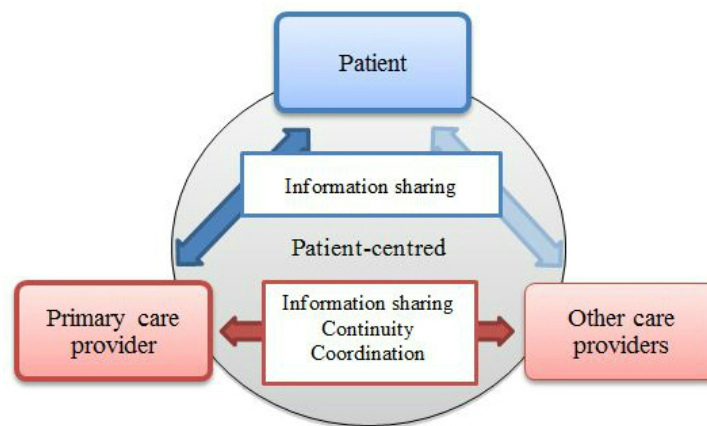 Patient
Information sharing
Patient-centred
Primary care
provider
Information sharing
Continuity
Coordination
Other care
providers